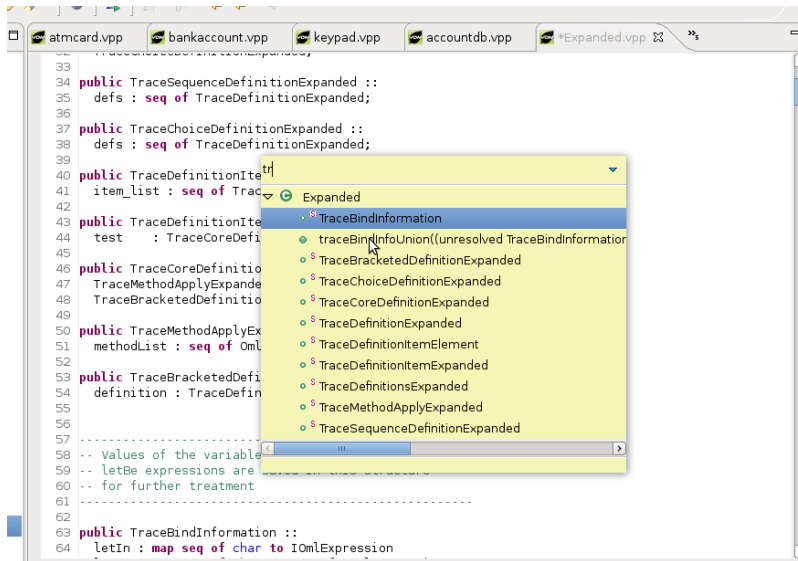 atmcard.vpp bankaccount.vpp keypad.vpp accountdb.vpp *Expanded.vpp »5
33
34 public TraceSequenceDefinitionExpanded ::
35 defs : seq of TraceDefinitionExpanded;
36
37 public TraceChoiceDefinitionExpanded ::
38 defs : seq of TraceDefinitionExpanded;
39
40 public TraceDefinitionIte
41 item_list : seq of Trac
42
43 public TraceDefinitionIte
44 test : TraceCoreDefi
45
46 public TraceCoreDefinitio
47 TraceMethodApplyExpande
48 TraceBracketedDefinitio
49
50 public TraceMethodApplyEx
51 methodList : seq of Oml
52
53 public TraceBracketedDefi
54 definition : TraceDefin
55
56
57 ----------------------------
58 -- Values of the variable
59 -- letBe expressions are saved in this structure
60 -- for further treatment
61 ------------------------------------------------------------
62
63 public TraceBindInformation ::
64 letIn : map seq of char to IOmlExpression
tr
Expanded
TraceBindInformation
traceBindInfoUnion((unresolved TraceBindInformation
TraceBracketedDefinitionExpanded
TraceChoiceDefinitionExpanded
TraceCoreDefinitionExpanded
TraceDefinitionExpanded
TraceDefinitionItemElement
TraceDefinitionItemExpanded
TraceDefinitionsExpanded
TraceMethodApplyExpanded
TraceSequenceDefinitionExpanded